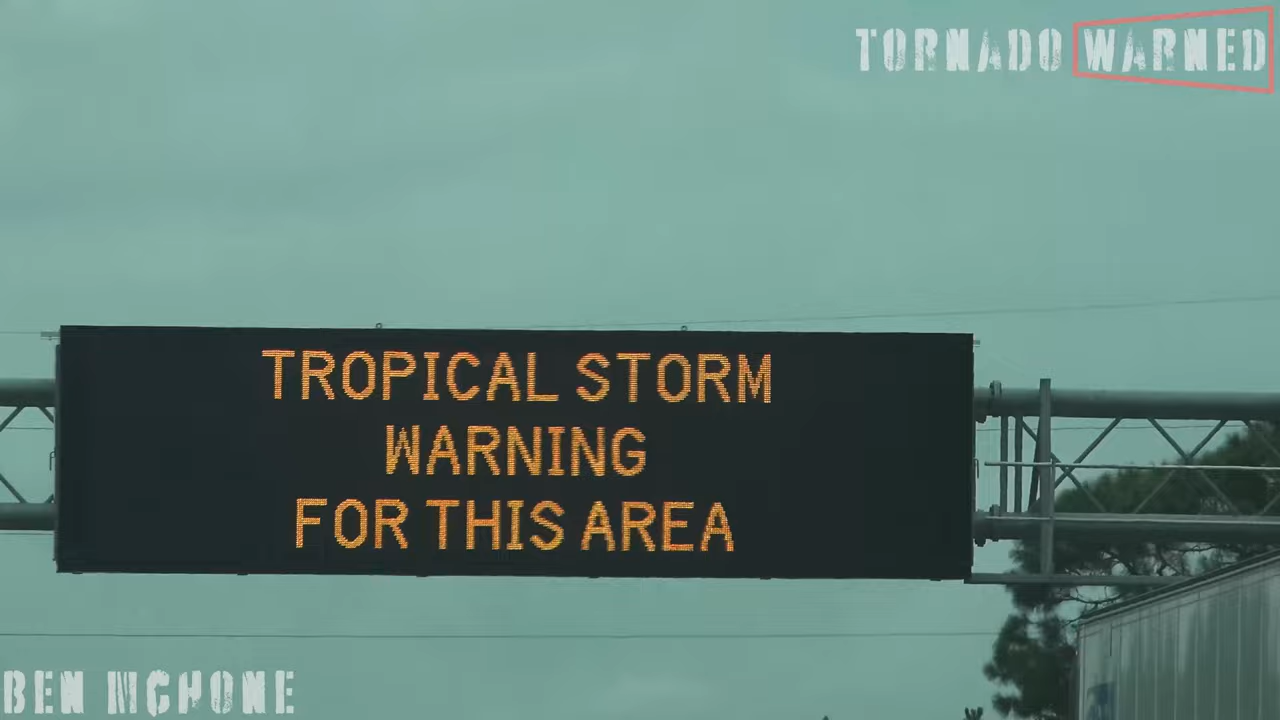 TORNADO WARNED
TROPICAL STORM
WARNING
FOR THIS AREA
BEN MCHONE